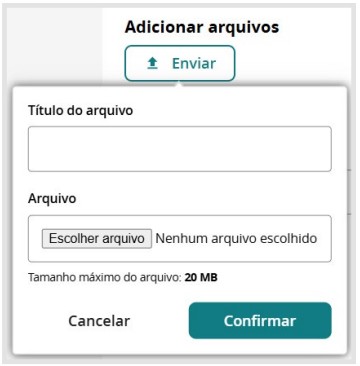 Adicionar arquivos
Enviar
Título do arquivo
Arquivo
Escolher arquivo Nenhum arquivo escolhido
Tamanho máximo do arquivo: 20 MB
Cancelar Confirmar